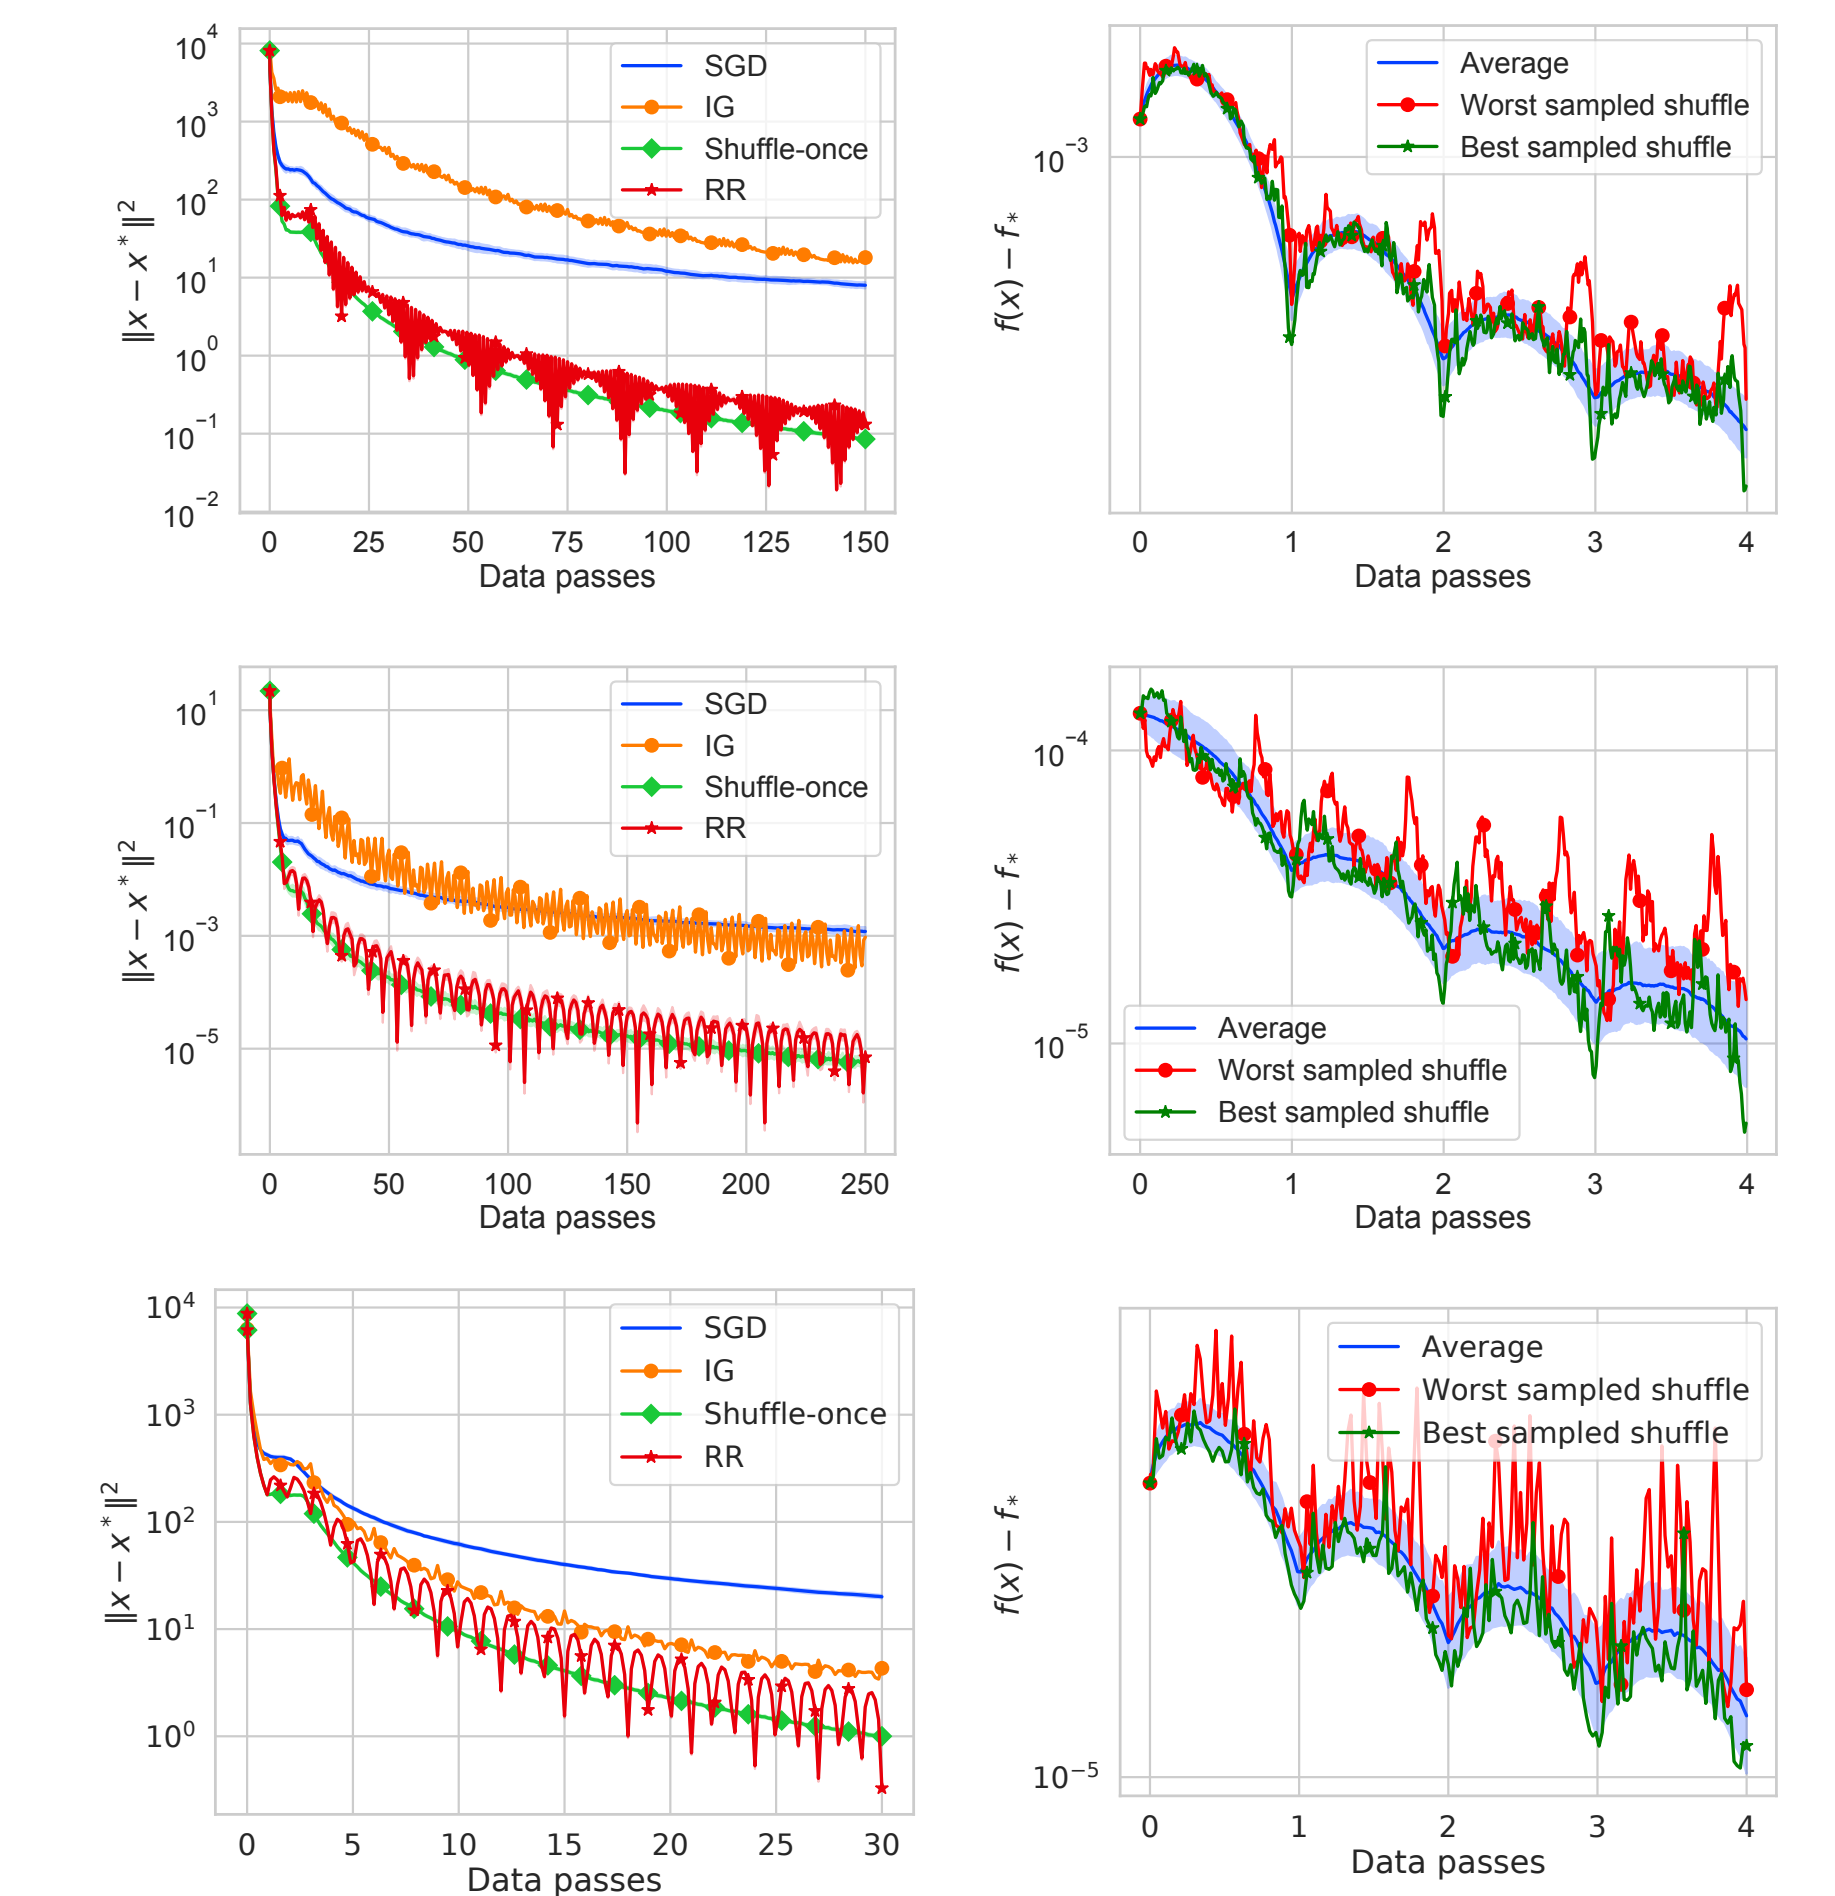 10^4
10^3
10^2
10^1
10^0
10^−1
10^−2
‖x − x*‖^2
0 25 50 75 100 125 150
Data passes
SGD
IG
Shuffle-once
RR
10^−3
f(x) − f_*
0 1 2 3 4
Data passes
Average
Worst sampled shuffle
Best sampled shuffle
10^1
10^−1
10^−3
10^−5
‖x − x*‖^2
0 50 100 150 200 250
Data passes
SGD
IG
Shuffle-once
RR
10^−4
10^−5
f(x) − f_*
0 1 2 3 4
Data passes
Average
Worst sampled shuffle
Best sampled shuffle
10^4
10^3
10^2
10^1
10^0
‖x − x*‖^2
0 5 10 15 20 25 30
Data passes
SGD
IG
Shuffle-once
RR
10^−5
f(x) − f_*
0 1 2 3 4
Data passes
Average
Worst sampled shuffle
Best sampled shuffle